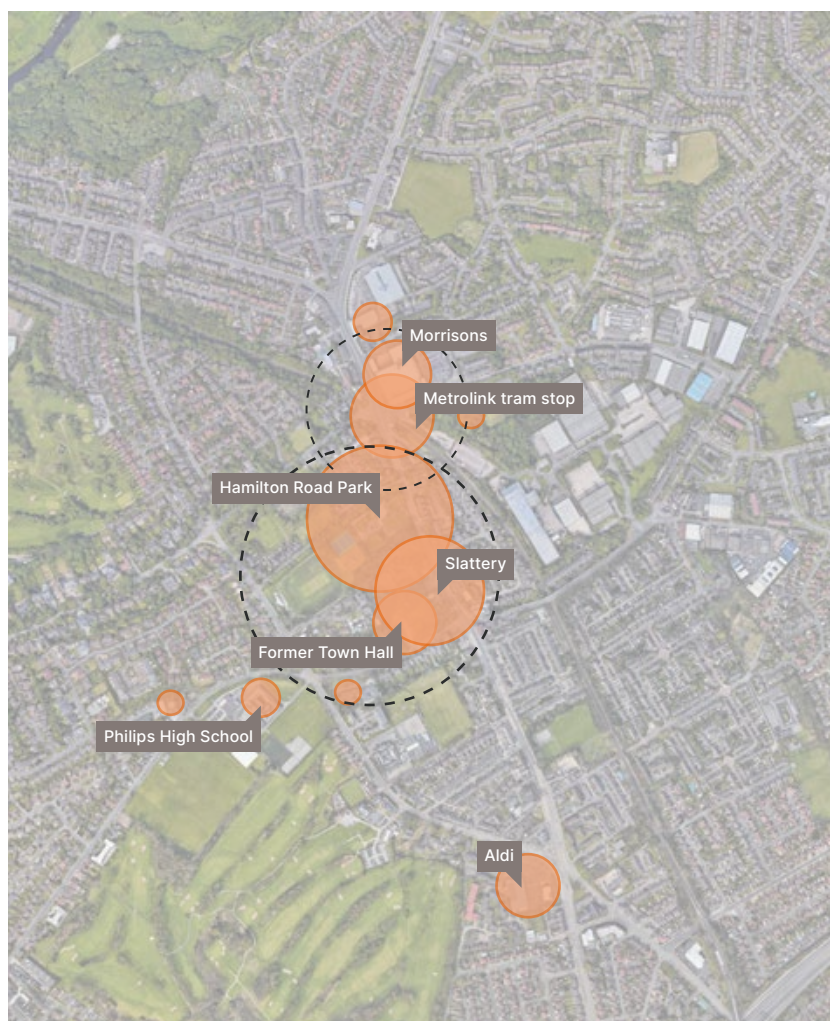 Morrisons
Metrolink tram stop
Hamilton Road Park
Slattery
Former Town Hall
Philips High School
Aldi